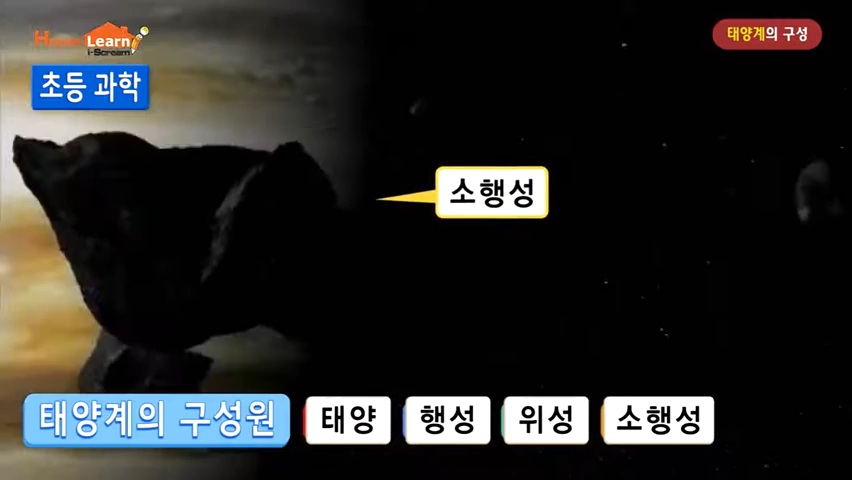 Home Learn
i-Scream
태양계의 구성
초등 과학
소행성
태양계의 구성원 태양 행성 위성 소행성